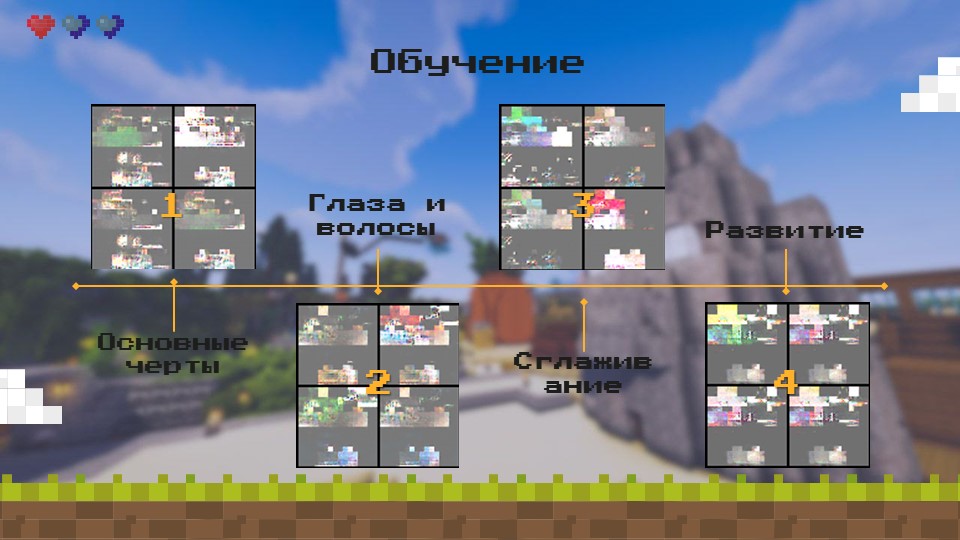 Обучение
1
Основные
черты
Глаза и
волосы
2
3
Сглажив
ание
Развитие
4